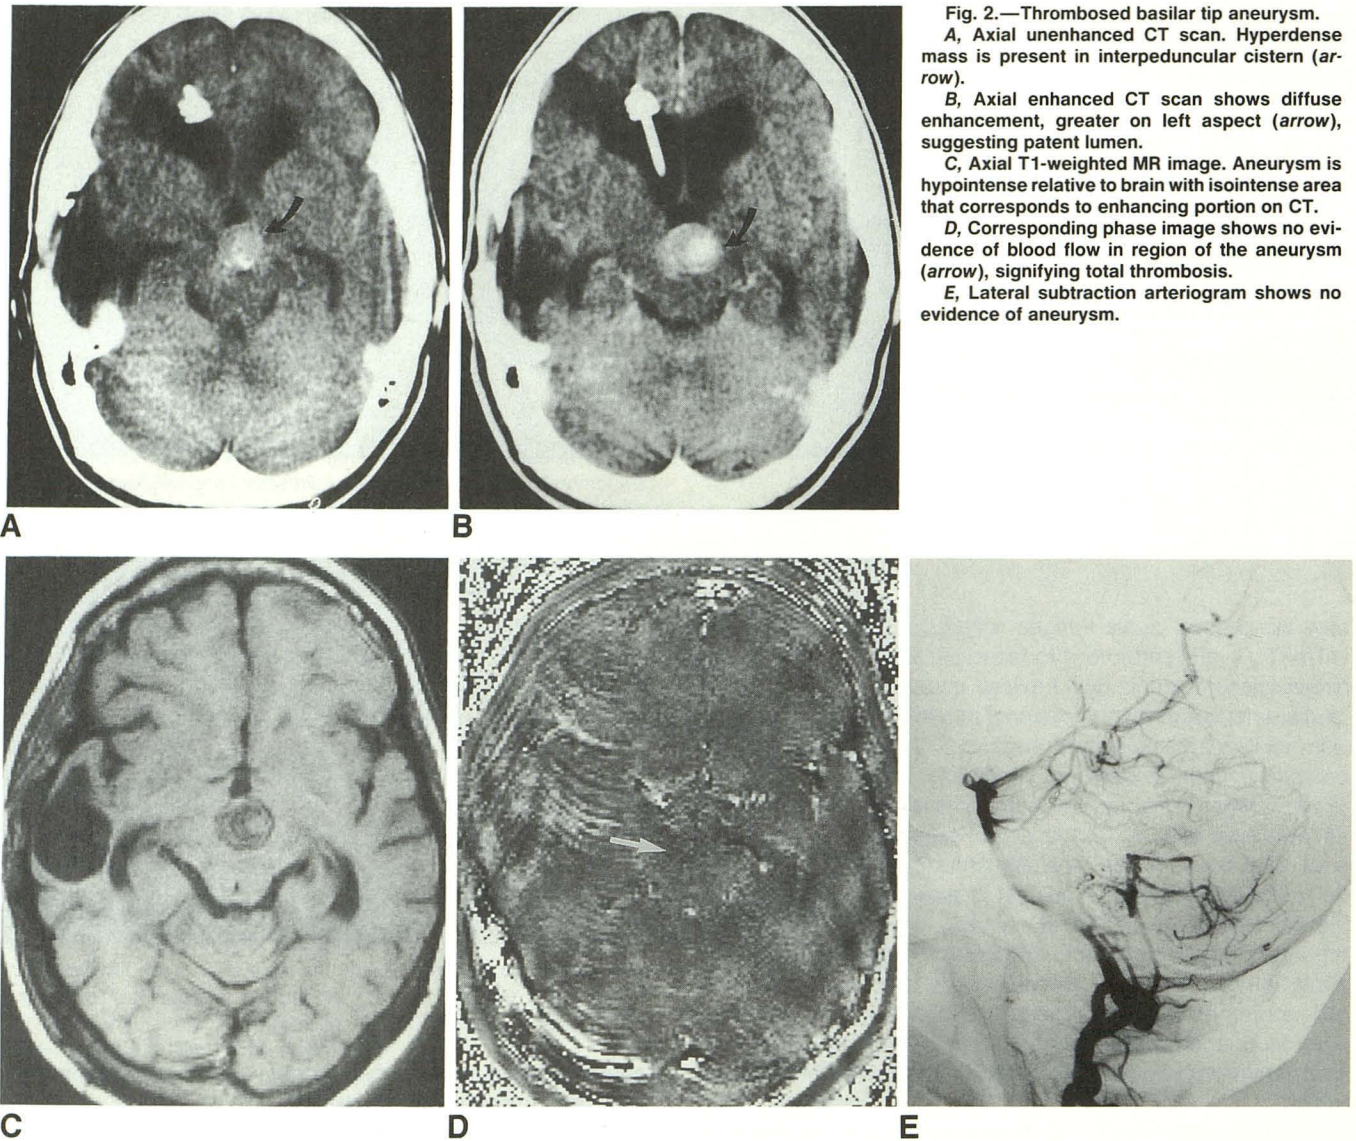 Fig. 2.—Thrombosed basilar tip aneurysm.
A, Axial unenhanced CT scan. Hyperdense
mass is present in interpeduncular cistern (ar-
row).
B, Axial enhanced CT scan shows diffuse
enhancement, greater on left aspect (arrow),
suggesting patent lumen.
C, Axial T1-weighted MR image. Aneurysm is
hypointense relative to brain with isointense area
that corresponds to enhancing portion on CT.
D, Corresponding phase image shows no evi-
dence of blood flow in region of the aneurysm
(arrow), signifying total thrombosis.
E, Lateral subtraction arteriogram shows no
evidence of aneurysm.
A
B
C
D
E